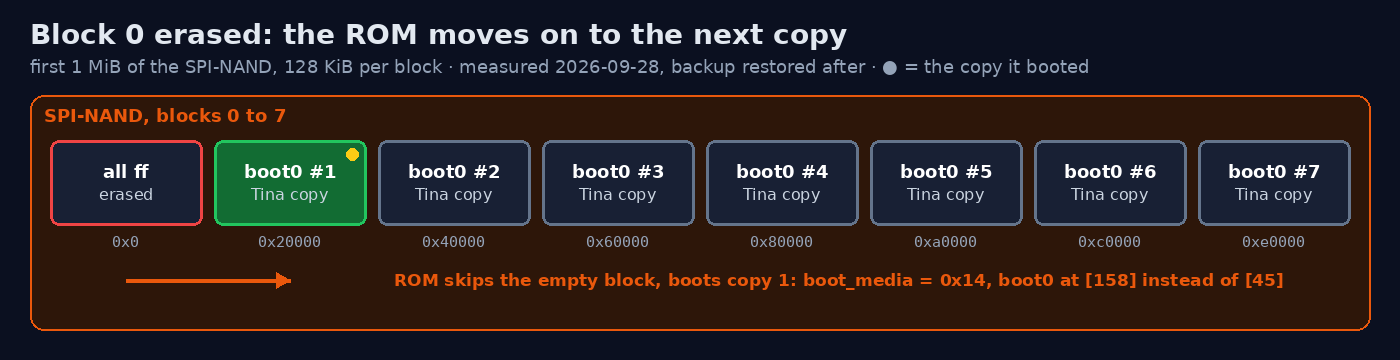 Block 0 erased: the ROM moves on to the next copy
first 1 MiB of the SPI-NAND, 128 KiB per block · measured 2026-09-28, backup restored after · ● = the copy it booted
SPI-NAND, blocks 0 to 7
all ff
erased
boot0 #1
Tina copy
boot0 #2
Tina copy
boot0 #3
Tina copy
boot0 #4
Tina copy
boot0 #5
Tina copy
boot0 #6
Tina copy
boot0 #7
Tina copy
0x0
0x20000
0x40000
0x60000
0x80000
0xa0000
0xc0000
0xe0000
ROM skips the empty block, boots copy 1: boot_media = 0x14, boot0 at [158] instead of [45]